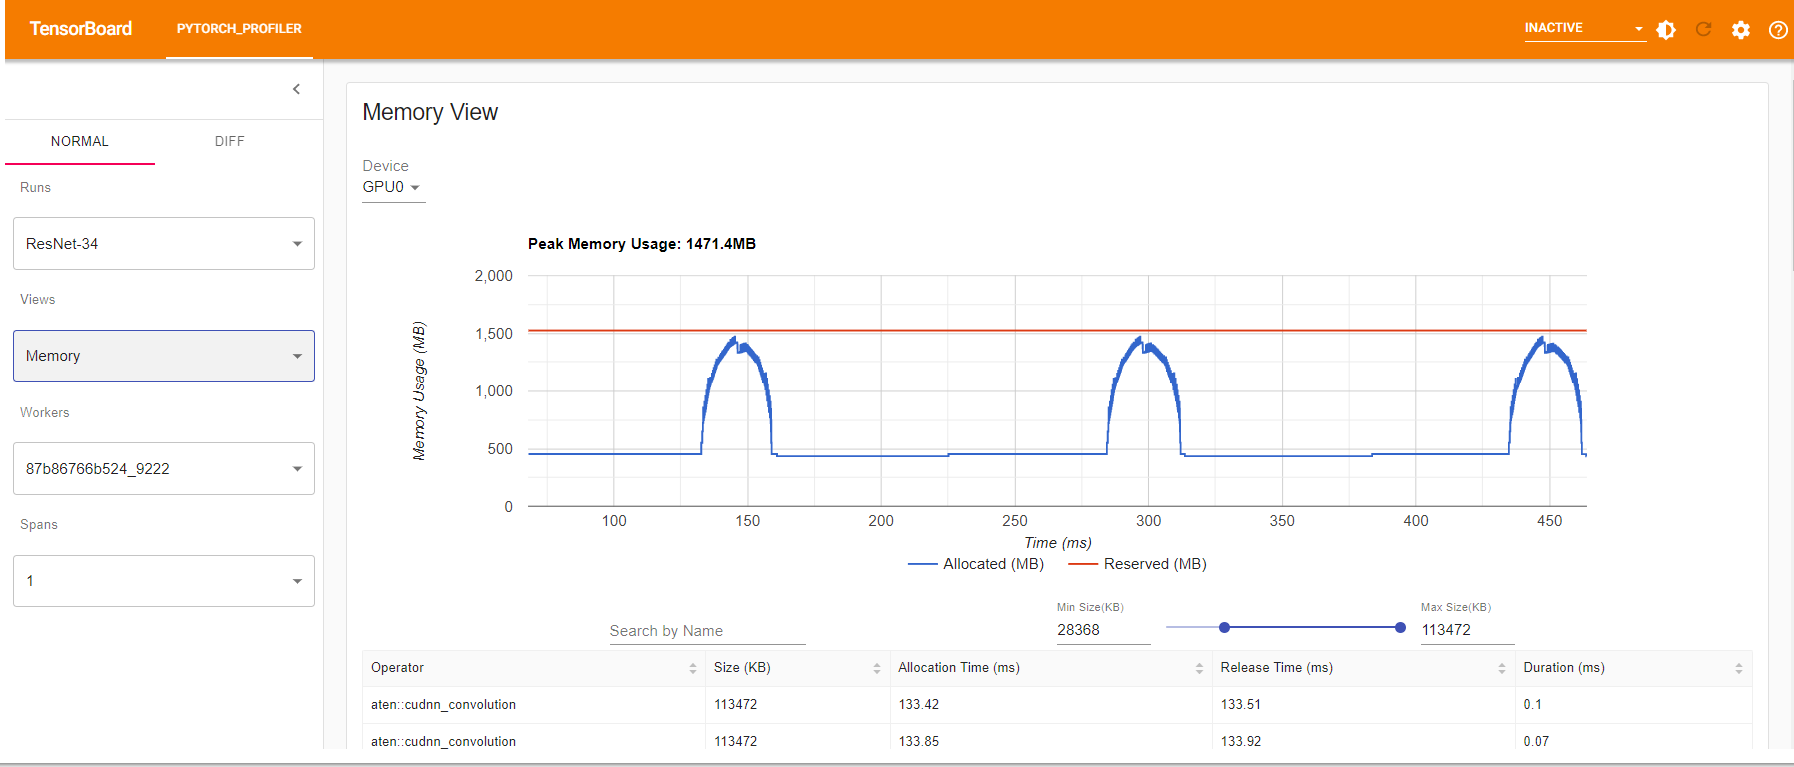 TensorBoard PYTORCH_PROFILER INACTIVE
NORMAL DIFF
Runs
ResNet-34
Views
Memory
Workers
87b86766b524_9222
Spans
1
Memory View
Device
GPU0
Peak Memory Usage: 1471.4MB
Memory Usage (MB)
2,000
1,500
1,000
500
0
100 150 200 250 300 350 400 450
Time (ms)
Allocated (MB) Reserved (MB)
Search by Name
Min Size(KB)
28368
Max Size(KB)
113472
Operator Size (KB) Allocation Time (ms) Release Time (ms) Duration (ms)
aten::cudnn_convolution 113472 133.42 133.51 0.1
aten::cudnn_convolution 113472 133.85 133.92 0.07